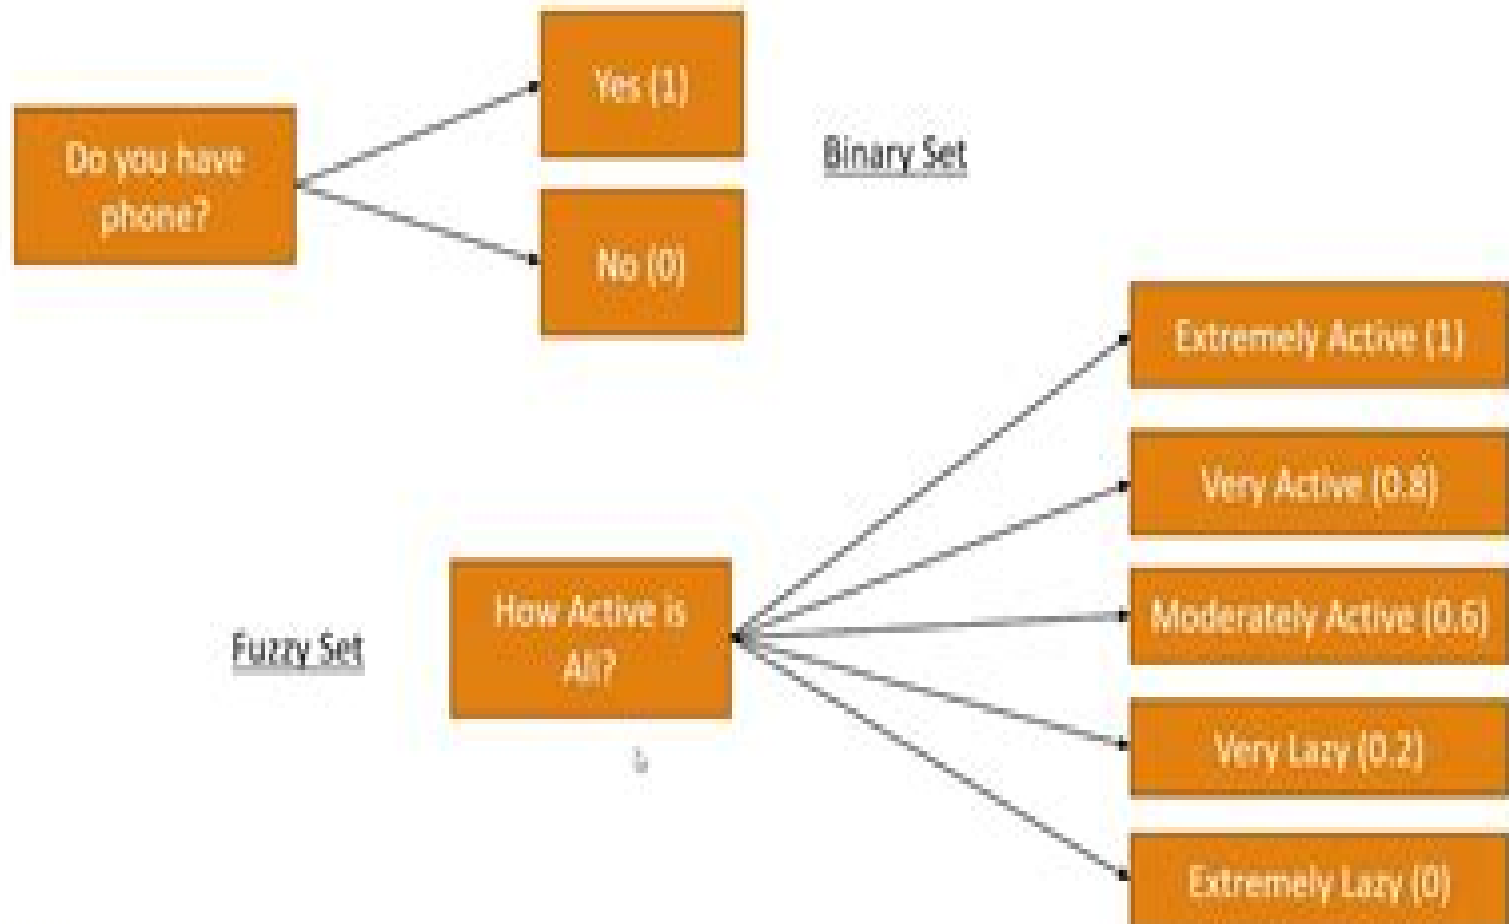 Do you have
phone?
Yes (1)
No (0)
Binary Set
Fuzzy Set
How Active is
Ali?
Extremely Active (1)
Very Active (0.8)
Moderately Active (0.6)
Very Lazy (0.2)
Extremely Lazy (0)